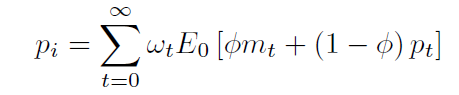 $p_i = \sum_{t=0}^{\infty} \omega_t E_0 \left[ \phi m_t + (1 - \phi) \, p_t \right]$